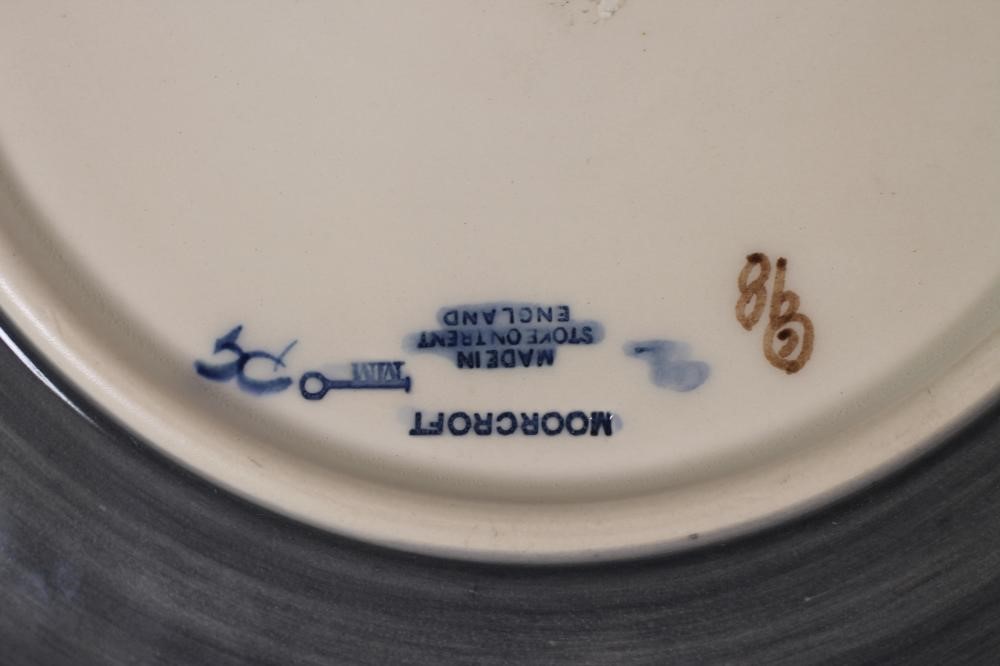 MOORCROFT
MADE IN
STOKE ON TRENT
ENGLAND